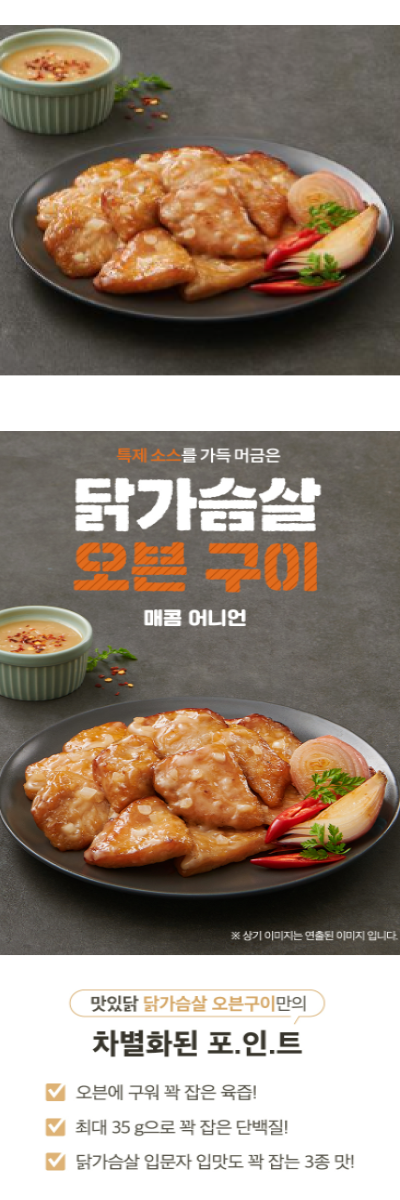 특제 소스를 가득 머금은
닭가슴살
오븐 구이
매콤 어니언
※ 상기 이미지는 연출된 이미지 입니다.
맛있닭 닭가슴살 오븐구이만의
차별화된 포.인.트
오븐에 구워 꽉 잡은 육즙!
최대 35 g으로 꽉 잡은 단백질!
닭가슴살 입문자 입맛도 꽉 잡는 3종 맛!